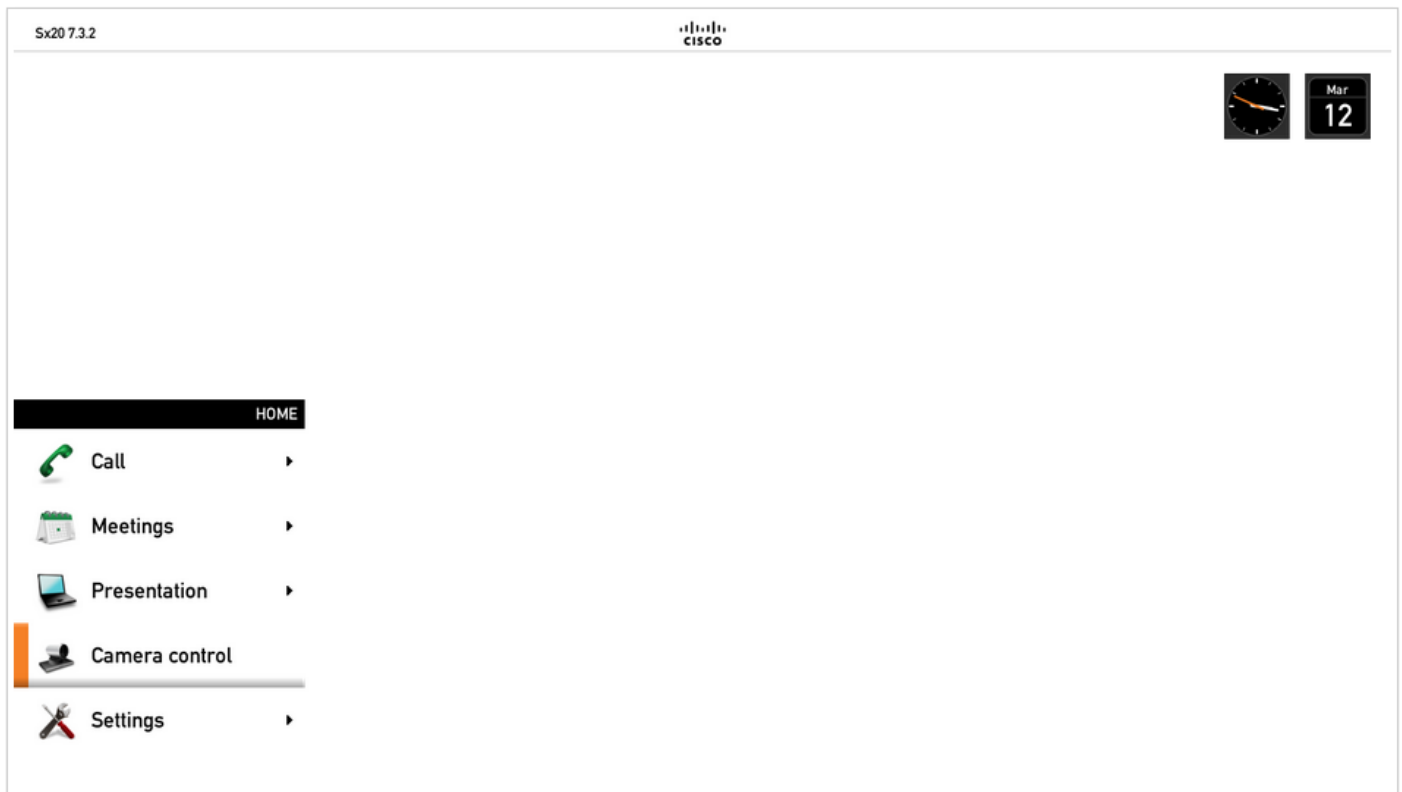 Sx20 7.3.2
CISCO
Mar
12
HOME
Call
Meetings
Presentation
Camera control
Settings